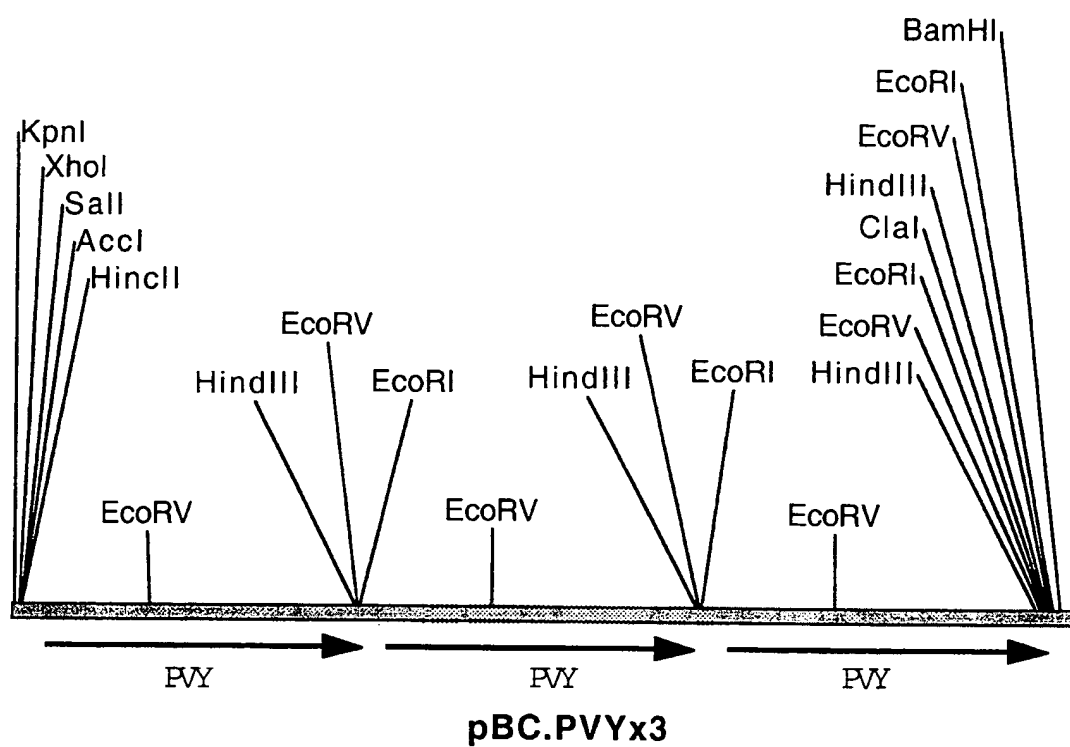 BamHI
EcoRI
KpnI
EcoRV
XhoI
HindIII
SalI
ClaI
AccI
EcoRI
HincII
EcoRV
EcoRV
EcoRV
HindIII
HindIII
EcoRI
HindIII
EcoRI
EcoRV
EcoRV
EcoRV
PVY
PVY
PVY
pBC.PVYx3